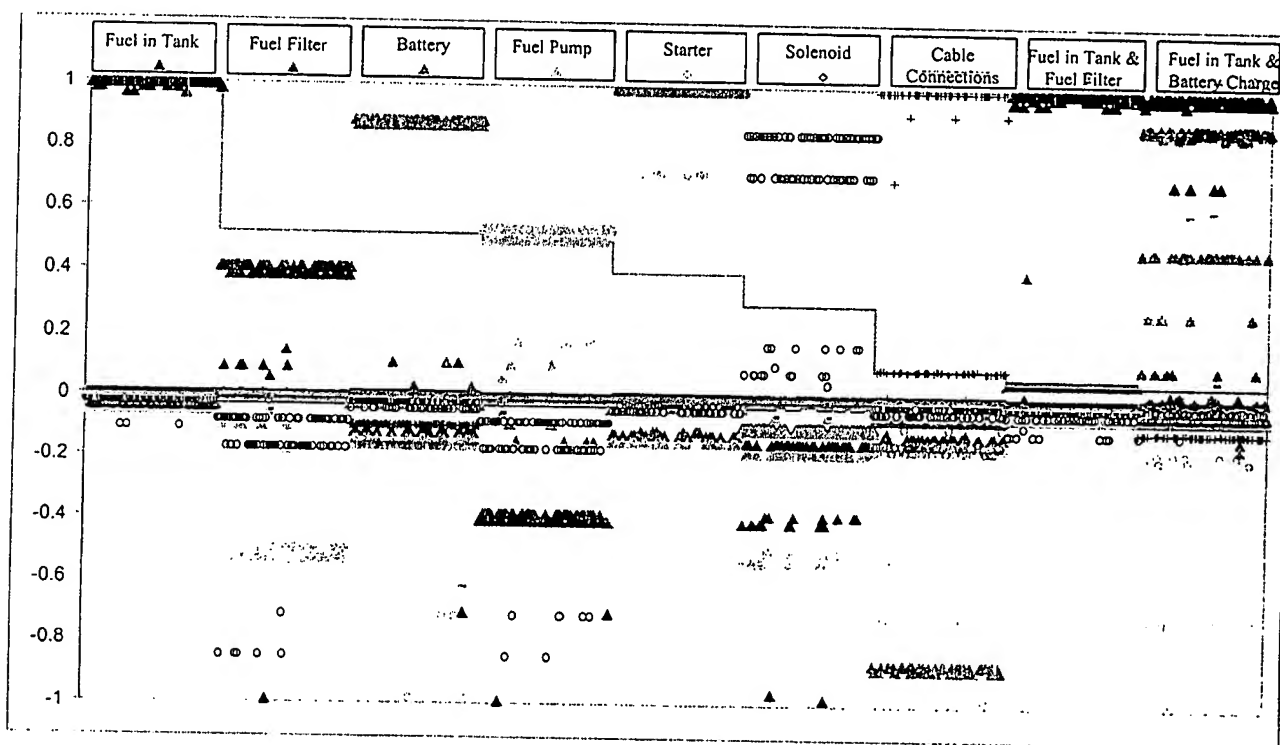 Fuel in Tank
Fuel Filter
Battery
Fuel Pump
Starter
Solenoid
Cable
Connections
Fuel in Tank &
Fuel Filter
Fuel in Tank &
Battery Charge
1
0.8
0.6
0.4
0.2
0
-0.2
-0.4
-0.6
-0.8
-1